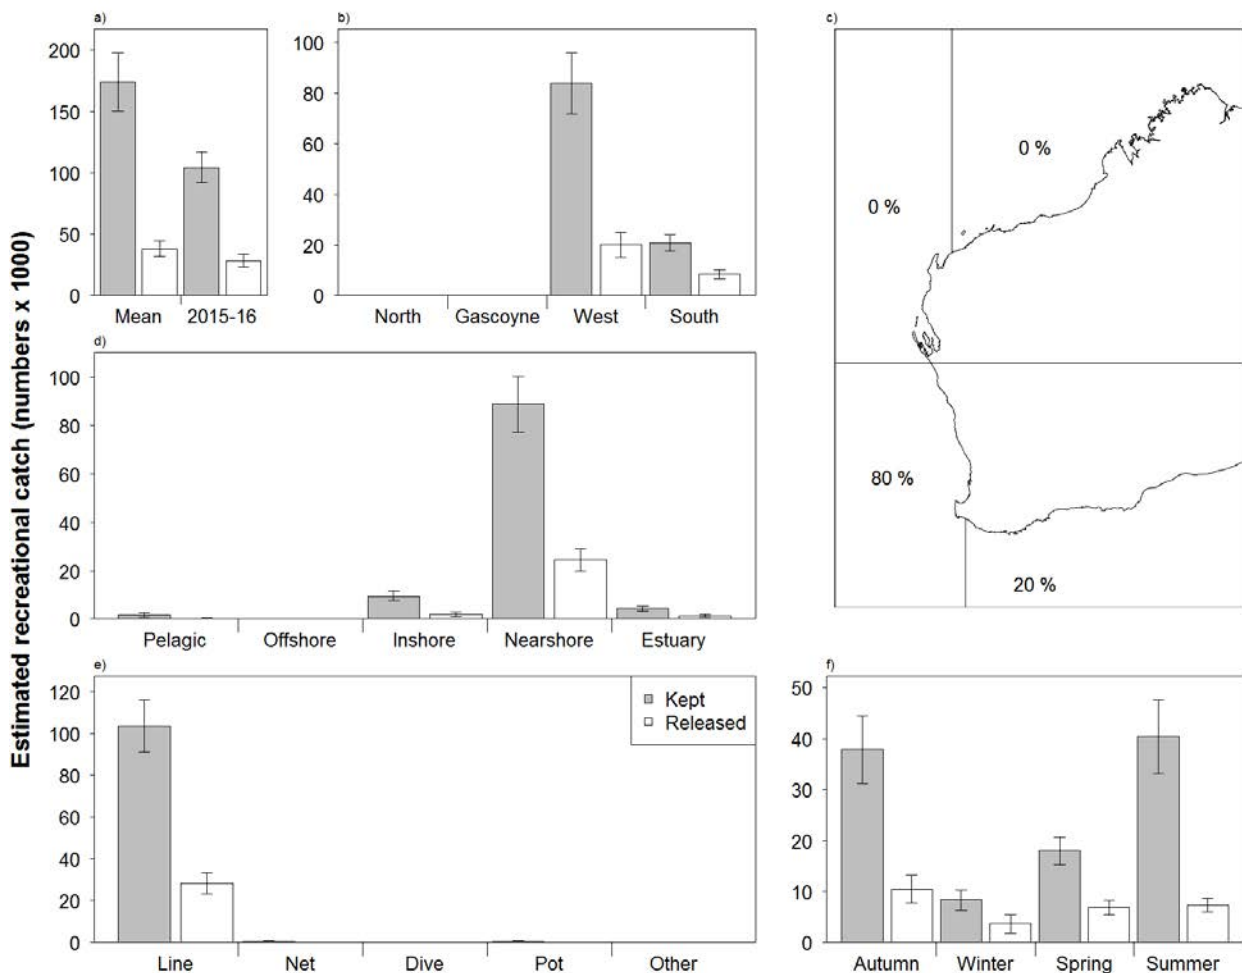 Estimated recreational catch (numbers x 1000)
a)
200
150
100
50
0
Mean 2015-16
b)
100
80
60
40
20
0
North Gascoyne West South
c)
0 %
0 %
80 %
20 %
d)
100
80
60
40
20
0
Pelagic Offshore Inshore Nearshore Estuary
e)
120
100
80
60
40
20
0
Kept
Released
Line Net Dive Pot Other
f)
50
40
30
20
10
0
Autumn Winter Spring Summer